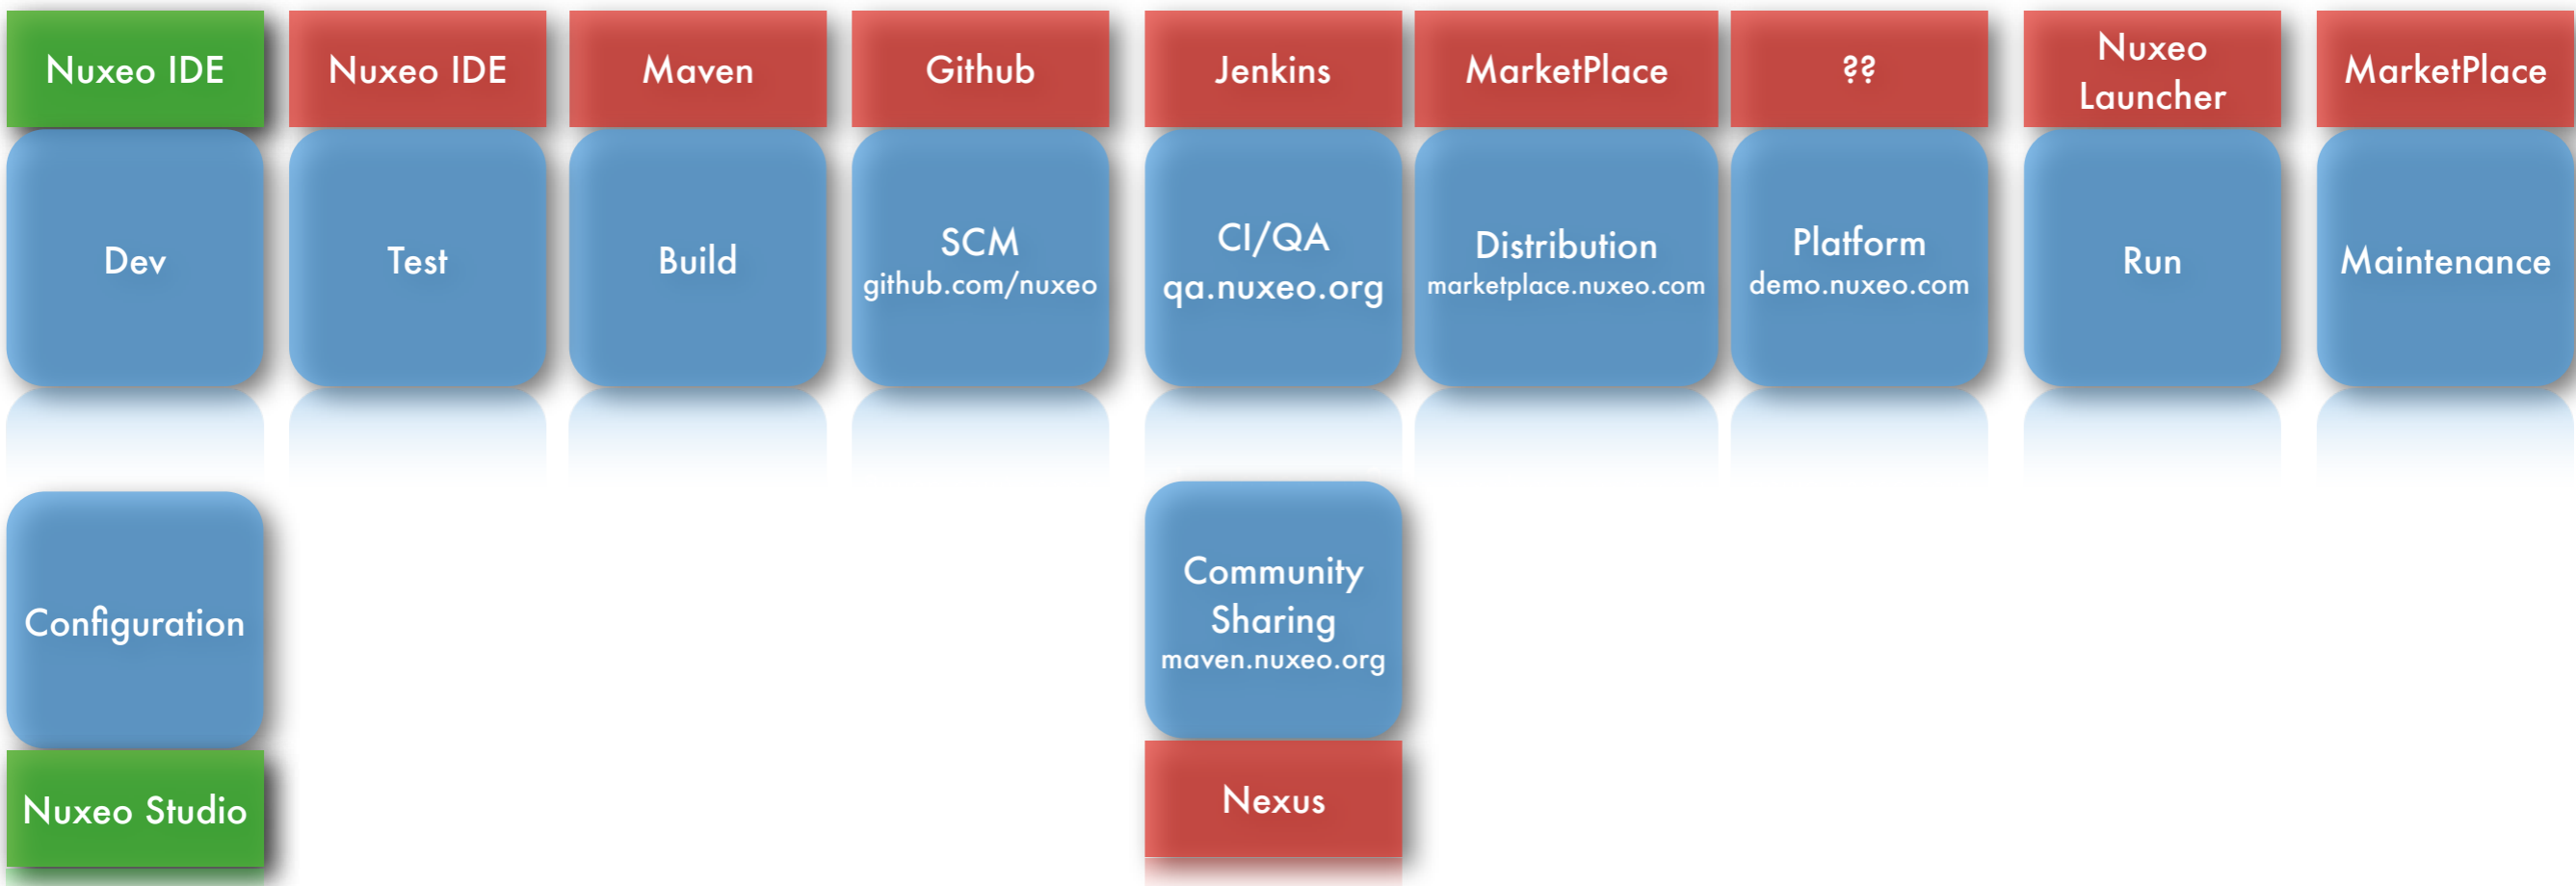 Nuxeo IDE
Nuxeo IDE
Maven
Github
Jenkins
MarketPlace
??
Nuxeo
Launcher
MarketPlace
Dev
Test
Build
SCM
github.com/nuxeo
CI/QA
qa.nuxeo.org
Distribution
marketplace.nuxeo.com
Platform
demo.nuxeo.com
Run
Maintenance
Configuration
Nuxeo Studio
Community
Sharing
maven.nuxeo.org
Nexus